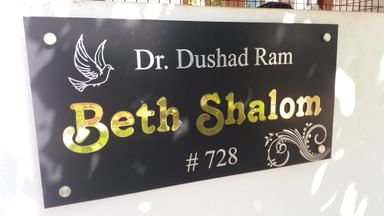 Dr. Dushad Ram
Beth Shalom
# 728